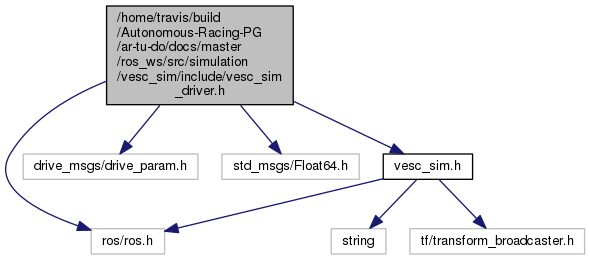 /home/travis/build
/Autonomous-Racing-PG
/ar-tu-do/docs/master
/ros_ws/src/simulation
/vesc_sim/include/vesc_sim
_driver.h
drive_msgs/drive_param.h
std_msgs/Float64.h
vesc_sim.h
ros/ros.h
string
tf/transform_broadcaster.h